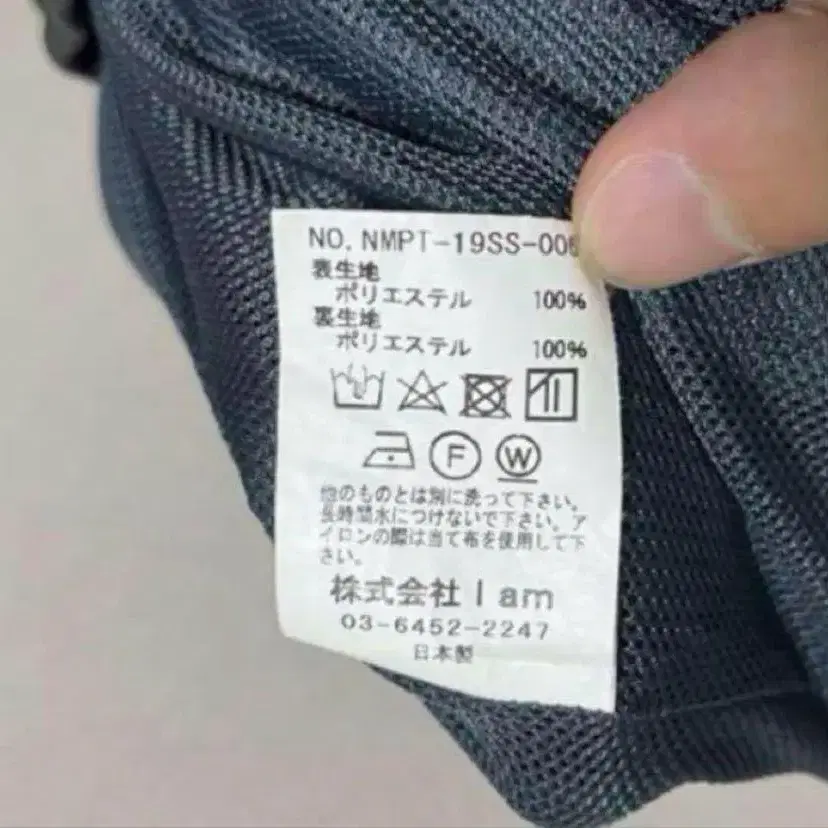 NO. NMPT-19SS-006
表生地
ポリエステル 100%
裏生地
ポリエステル 100%
F W
他のものとは別に洗って下さい。
長時間水につけないで下さい。ア
イロンの際は当て布を使用して下
さい。
株式会社 I am
03-6452-2247
日本製